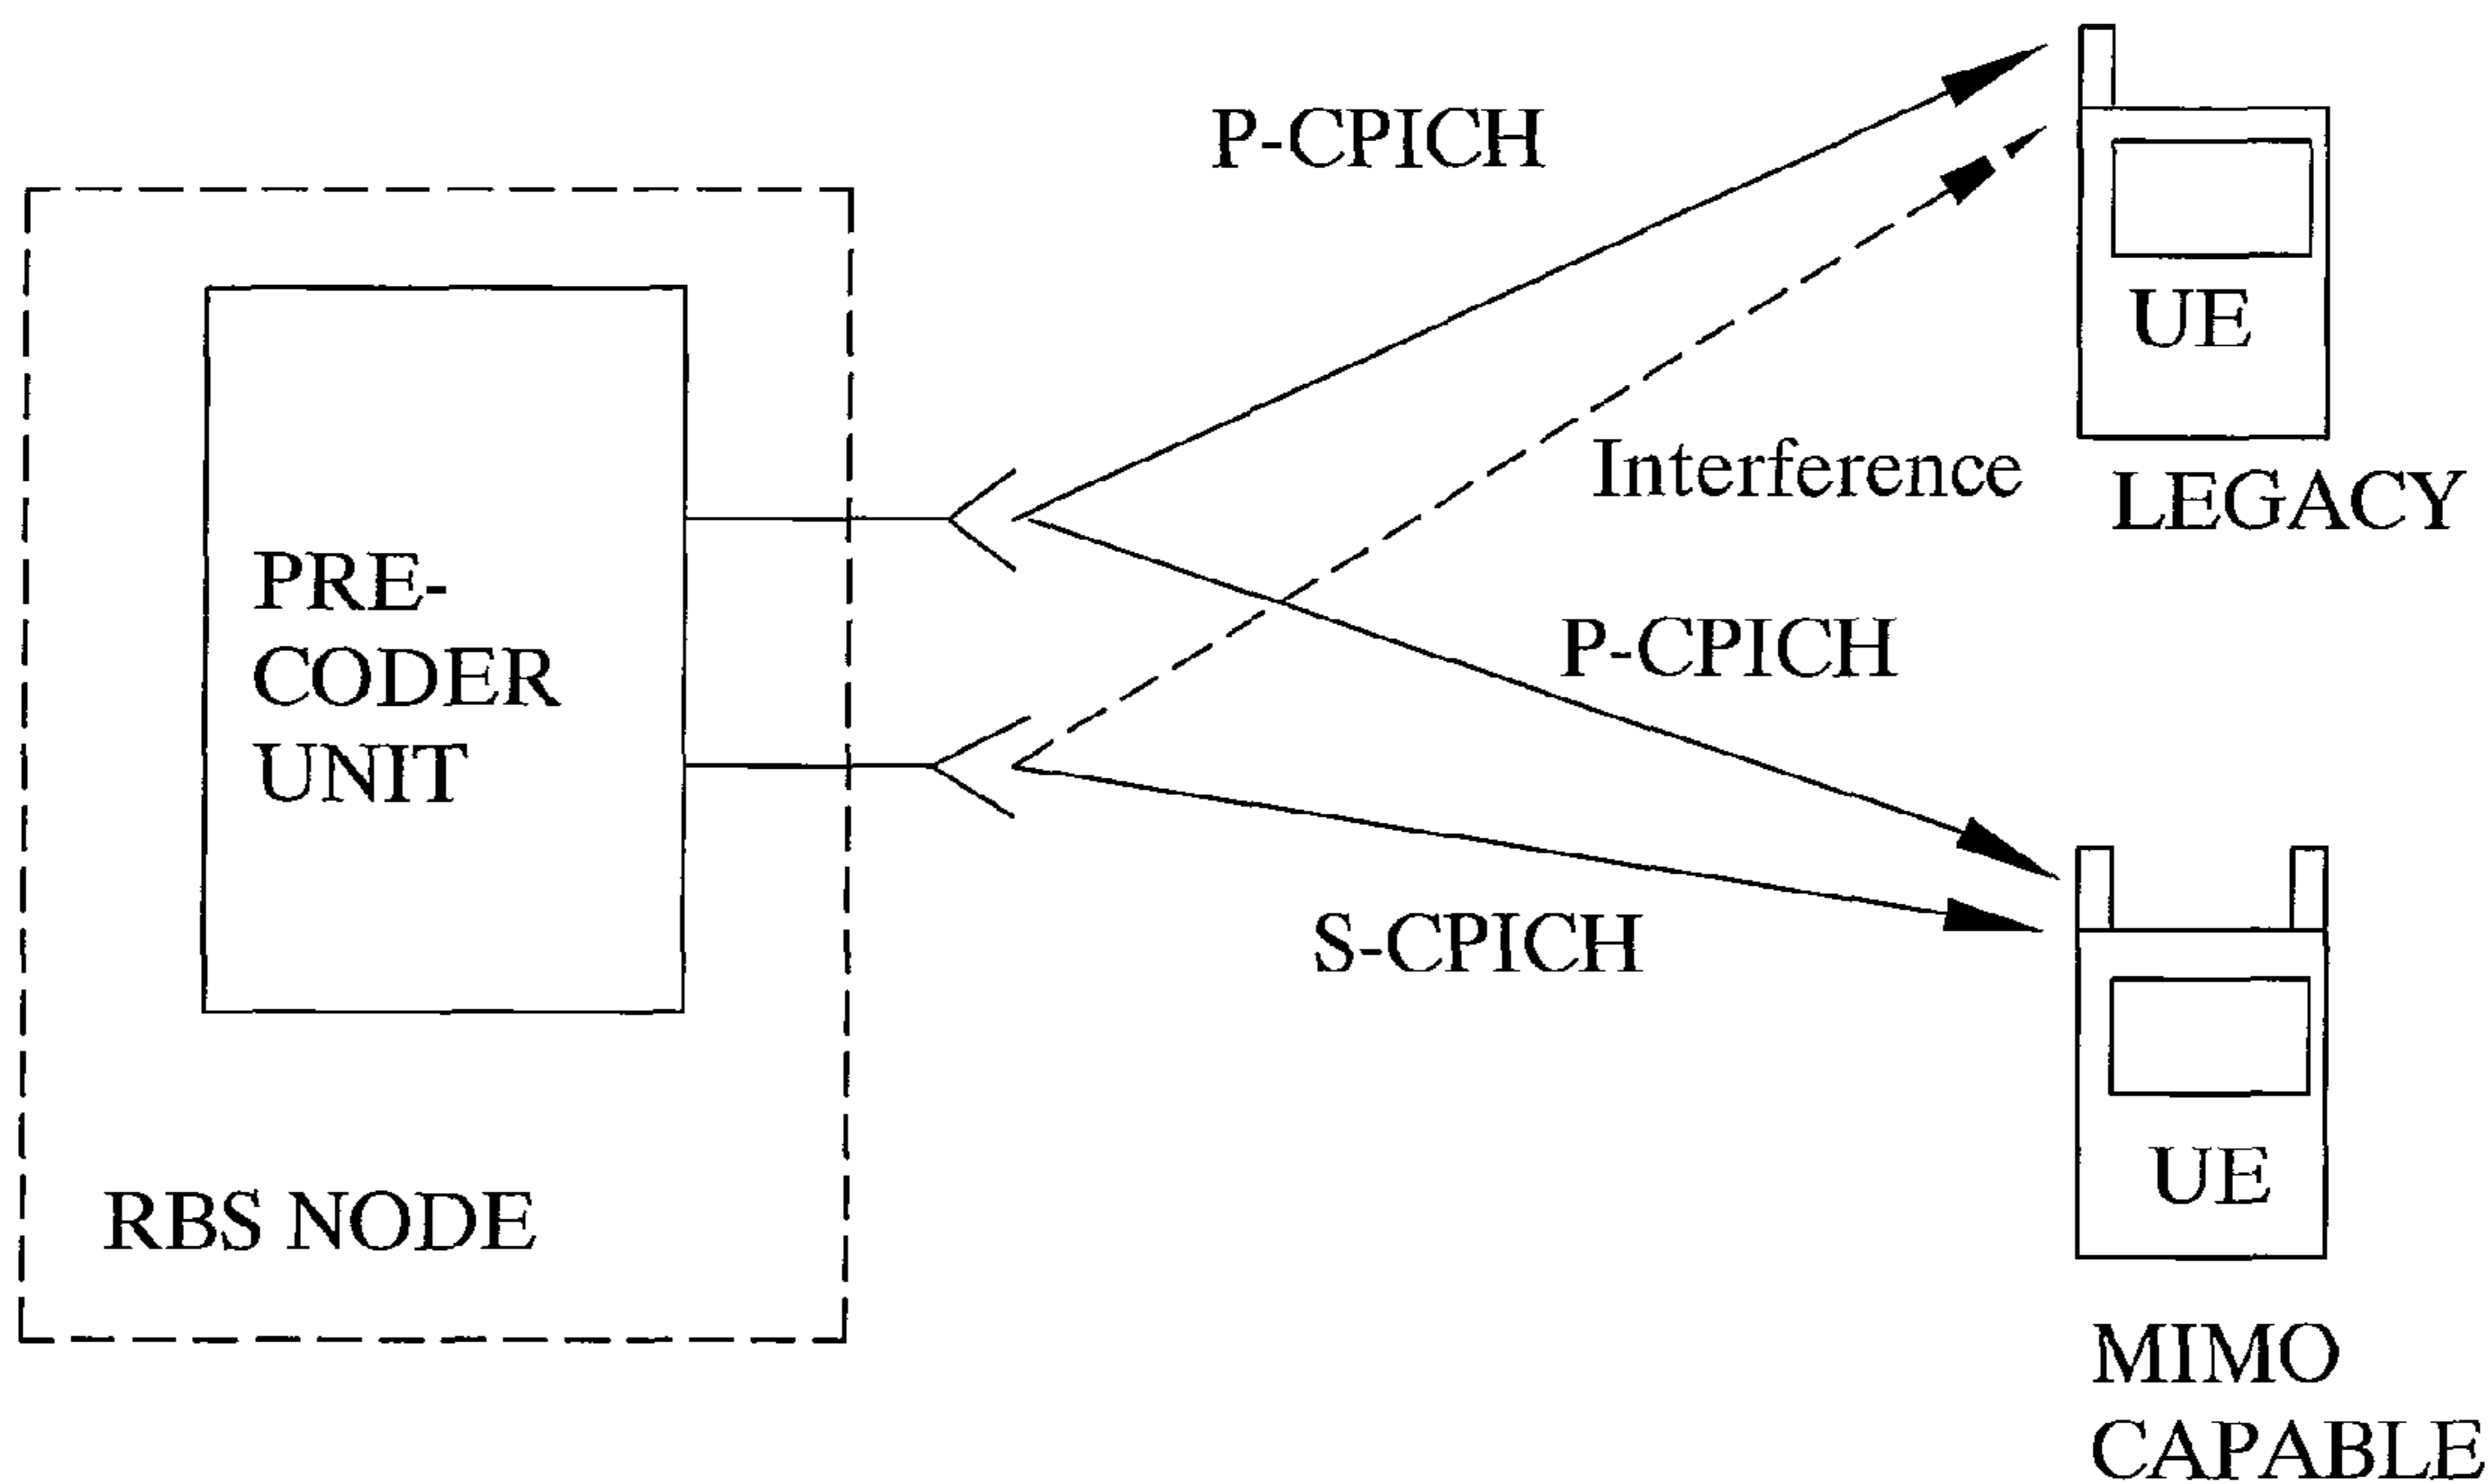 P-CPICH
UE
Interference
LEGACY
PRE-
CODER
UNIT
P-CPICH
S-CPICH
UE
RBS NODE
MIMO
CAPABLE